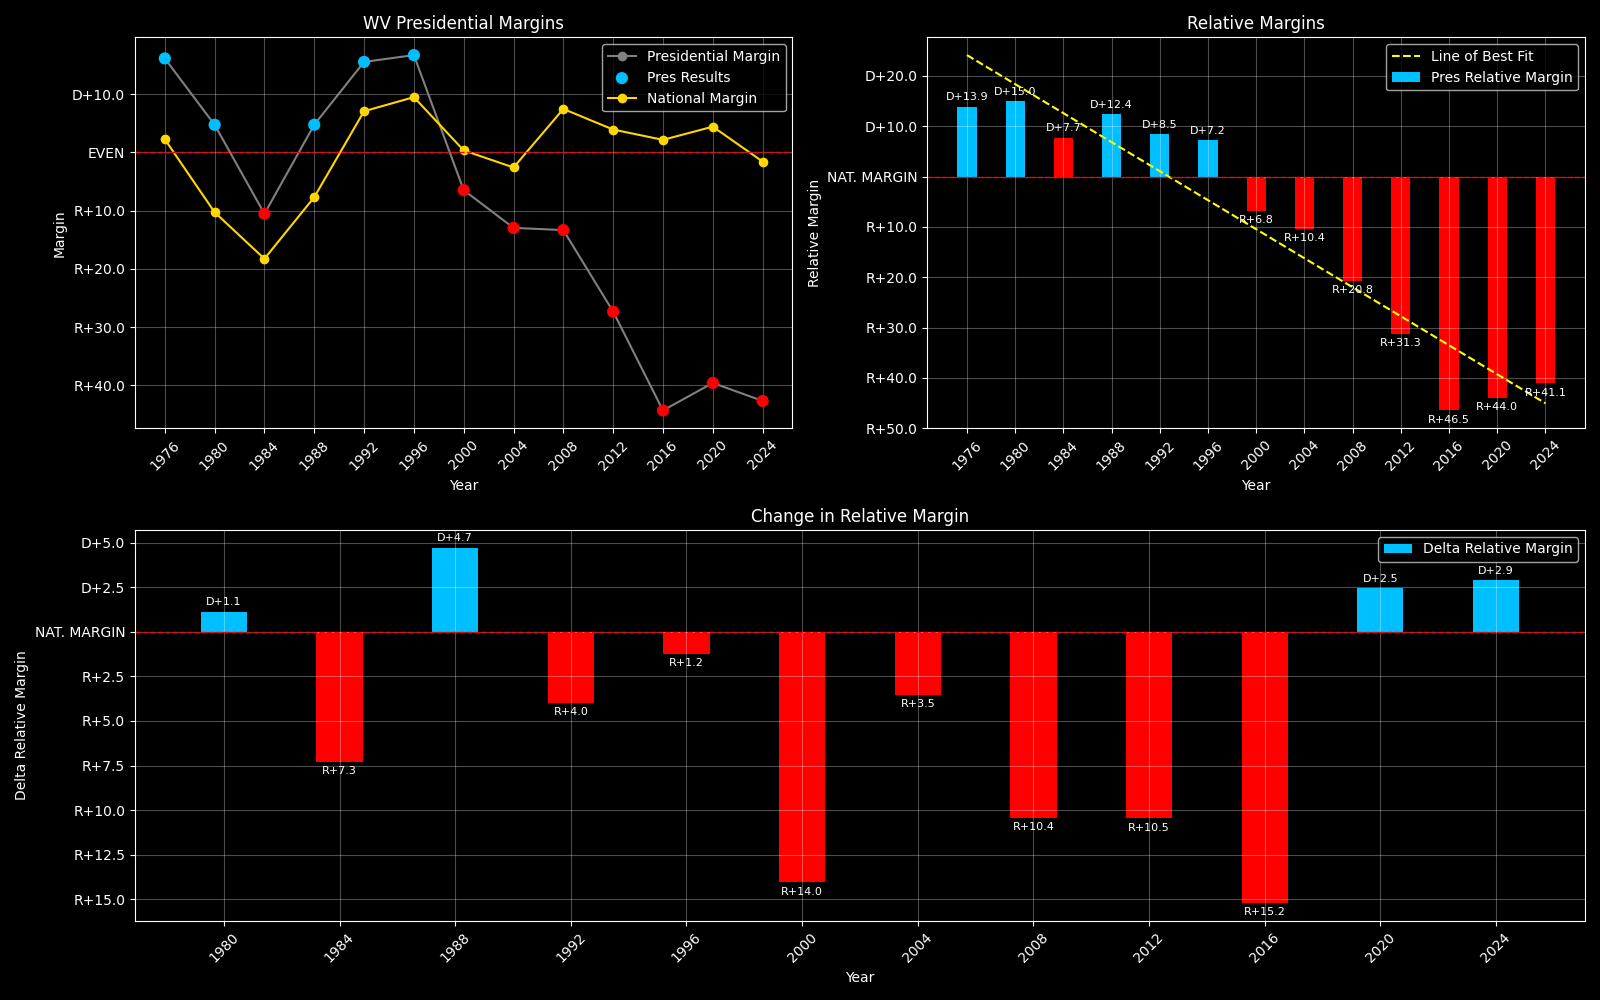 WV Presidential Margins
Presidential Margin
Pres Results
National Margin
D+10.0
EVEN
R+10.0
R+20.0
R+30.0
R+40.0
Margin
1976
1980
1984
1988
1992
1996
2000
2004
2008
2012
2016
2020
2024
Year
Relative Margins
Line of Best Fit
Pres Relative Margin
D+20.0
D+10.0
NAT. MARGIN
R+10.0
R+20.0
R+30.0
R+40.0
R+50.0
Relative Margin
D+13.9
D+15.0
D+7.7
D+12.4
D+8.5
D+7.2
R+6.8
R+10.4
R+20.8
R+31.3
R+46.5
R+44.0
R+41.1
1976
1980
1984
1988
1992
1996
2000
2004
2008
2012
2016
2020
2024
Year
Change in Relative Margin
Delta Relative Margin
D+5.0
D+2.5
NAT. MARGIN
R+2.5
R+5.0
R+7.5
R+10.0
R+12.5
R+15.0
Delta Relative Margin
D+1.1
R+7.3
D+4.7
R+4.0
R+1.2
R+14.0
R+3.5
R+10.4
R+10.5
R+15.2
D+2.5
D+2.9
1980
1984
1988
1992
1996
2000
2004
2008
2012
2016
2020
2024
Year